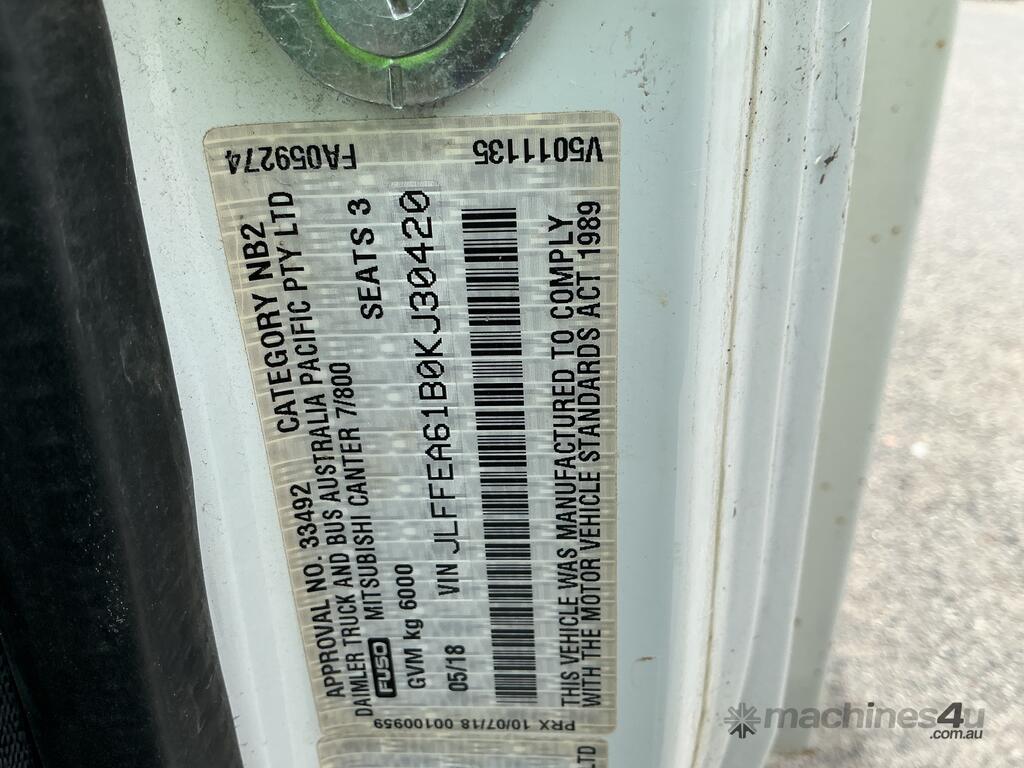 FA059274
V5011135
APPROVAL NO. 33492 CATEGORY NB2
DAIMLER TRUCK AND BUS AUSTRALIA PACIFIC PTY LTD
FUSO MITSUBISHI CANTER 7/800
GVM kg 6000 SEATS 3
05/18 VIN JLFFEA61B0KJ30420
THIS VEHICLE WAS MANUFACTURED TO COMPLY
WITH THE MOTOR VEHICLE STANDARDS ACT 1989
PRX 10/07/18 00100959
LTD
machines4u
.com.au